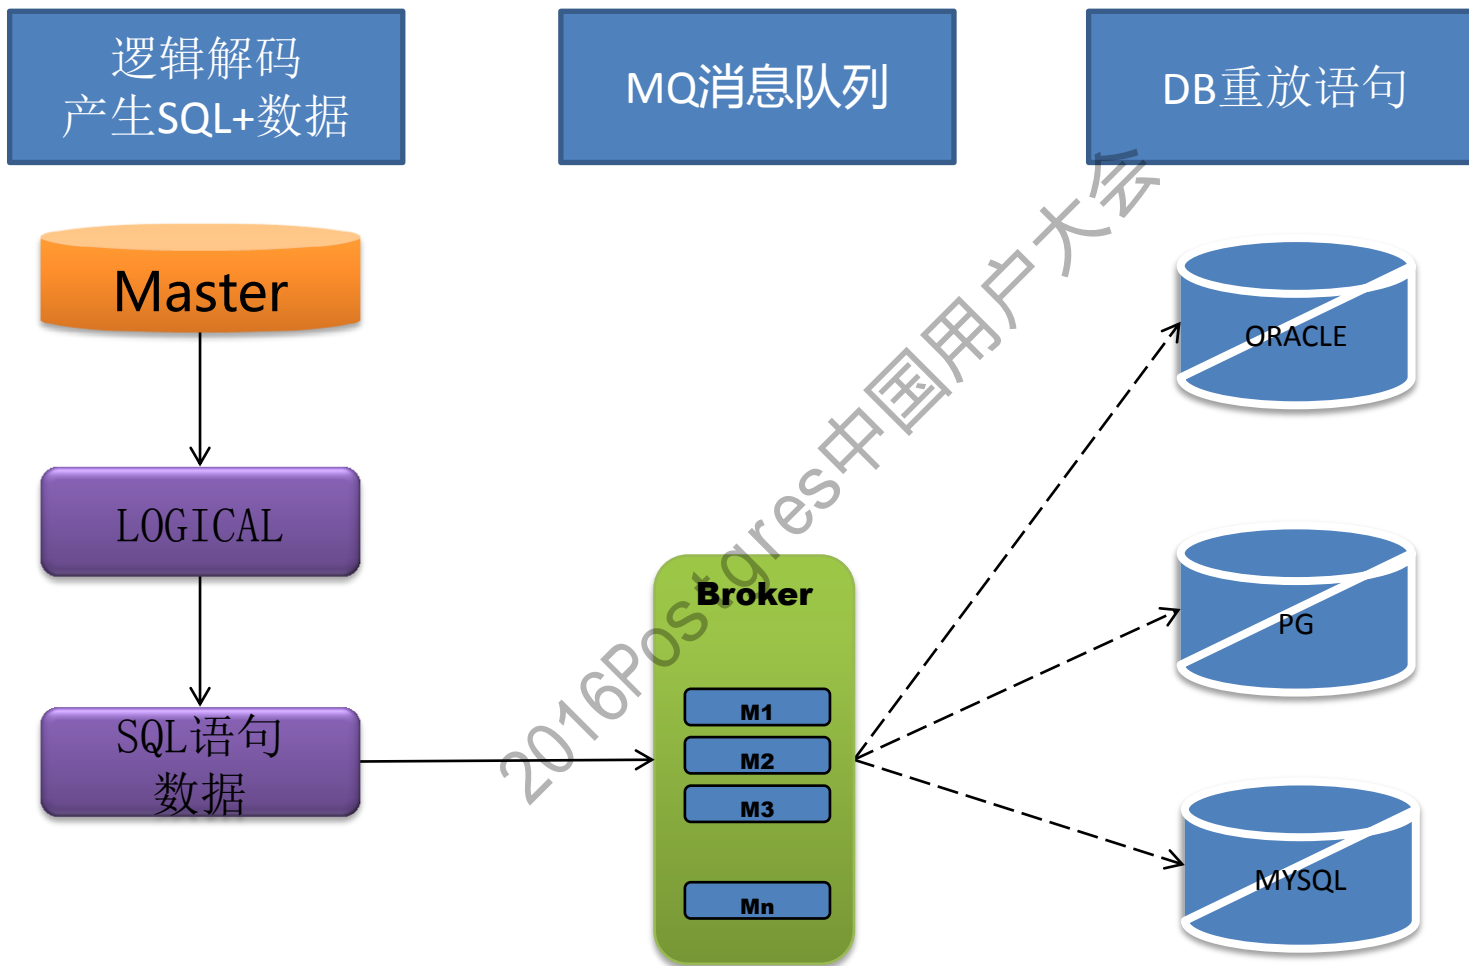 逻辑解码
产生SQL+数据
MQ消息队列
DB重放语句
Master
LOGICAL
SQL语句
数据
Broker
M1
M2
M3
Mn
ORACLE
PG
MYSQL
2016Postgres中国用户大会